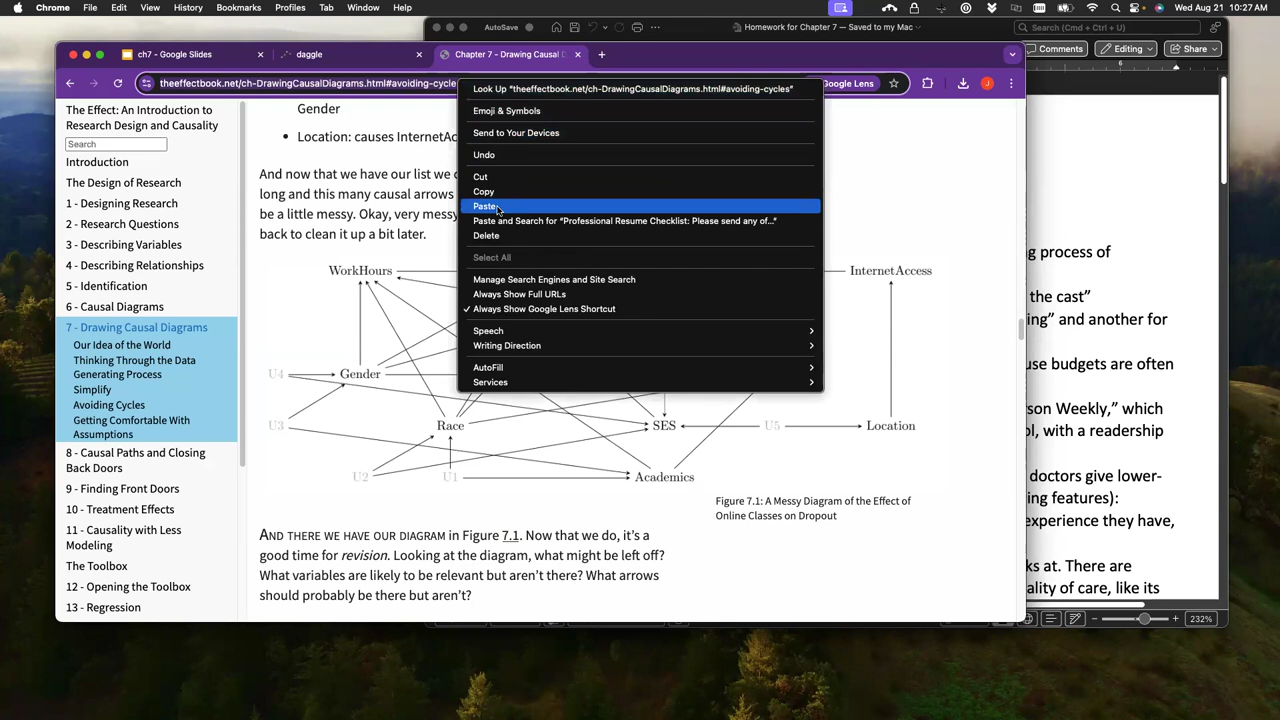 Chrome File Edit View History Bookmarks Profiles Tab Window Help Wed Aug 21 10:27 AM
AutoSave Homework for Chapter 7 — Saved to my Mac Search (Cmd + Ctrl + U)
ch7 - Google Slides daggle Chapter 7 - Drawing Causal D
Comments Editing Share
theeffectbook.net/ch-DrawingCausalDiagrams.html#avoiding-cycle Google Lens
6
The Effect: An Introduction to
Research Design and Causality
Search
Introduction
The Design of Research
1 - Designing Research
2 - Research Questions
3 - Describing Variables
4 - Describing Relationships
5 - Identification
6 - Causal Diagrams
7 - Drawing Causal Diagrams
Our Idea of the World
Thinking Through the Data
Generating Process
Simplify
Avoiding Cycles
Getting Comfortable With
Assumptions
8 - Causal Paths and Closing
Back Doors
9 - Finding Front Doors
10 - Treatment Effects
11 - Causality with Less
Modeling
The Toolbox
12 - Opening the Toolbox
13 - Regression
Gender
• Location: causes InternetAc
And now that we have our list we
long and this many causal arrows
be a little messy. Okay, very messy
back to clean it up a bit later.
Look Up “theeffectbook.net/ch-DrawingCausalDiagrams.html#avoiding-cycles”
Emoji & Symbols
Send to Your Devices
Undo
Cut
Copy
Paste
Paste and Search for “Professional Resume Checklist: Please send any of...”
Delete
Select All
Manage Search Engines and Site Search
Always Show Full URLs
✓ Always Show Google Lens Shortcut
Speech
Writing Direction
AutoFill
Services
WorkHours
InternetAccess
U4
Gender
U3
Race
SES
U5
Location
U2
U1
Academics
Figure 7.1: A Messy Diagram of the Effect of
Online Classes on Dropout
AND THERE WE HAVE OUR DIAGRAM in Figure 7.1. Now that we do, it’s a
good time for revision. Looking at the diagram, what might be left off?
What variables are likely to be relevant but aren’t there? What arrows
should probably be there but aren’t?
g process of
the cast”
ing” and another for
use budgets are often
son Weekly,” which
ol, with a readership
doctors give lower-
ing features):
experience they have,
ks at. There are
ality of care, like its
232%